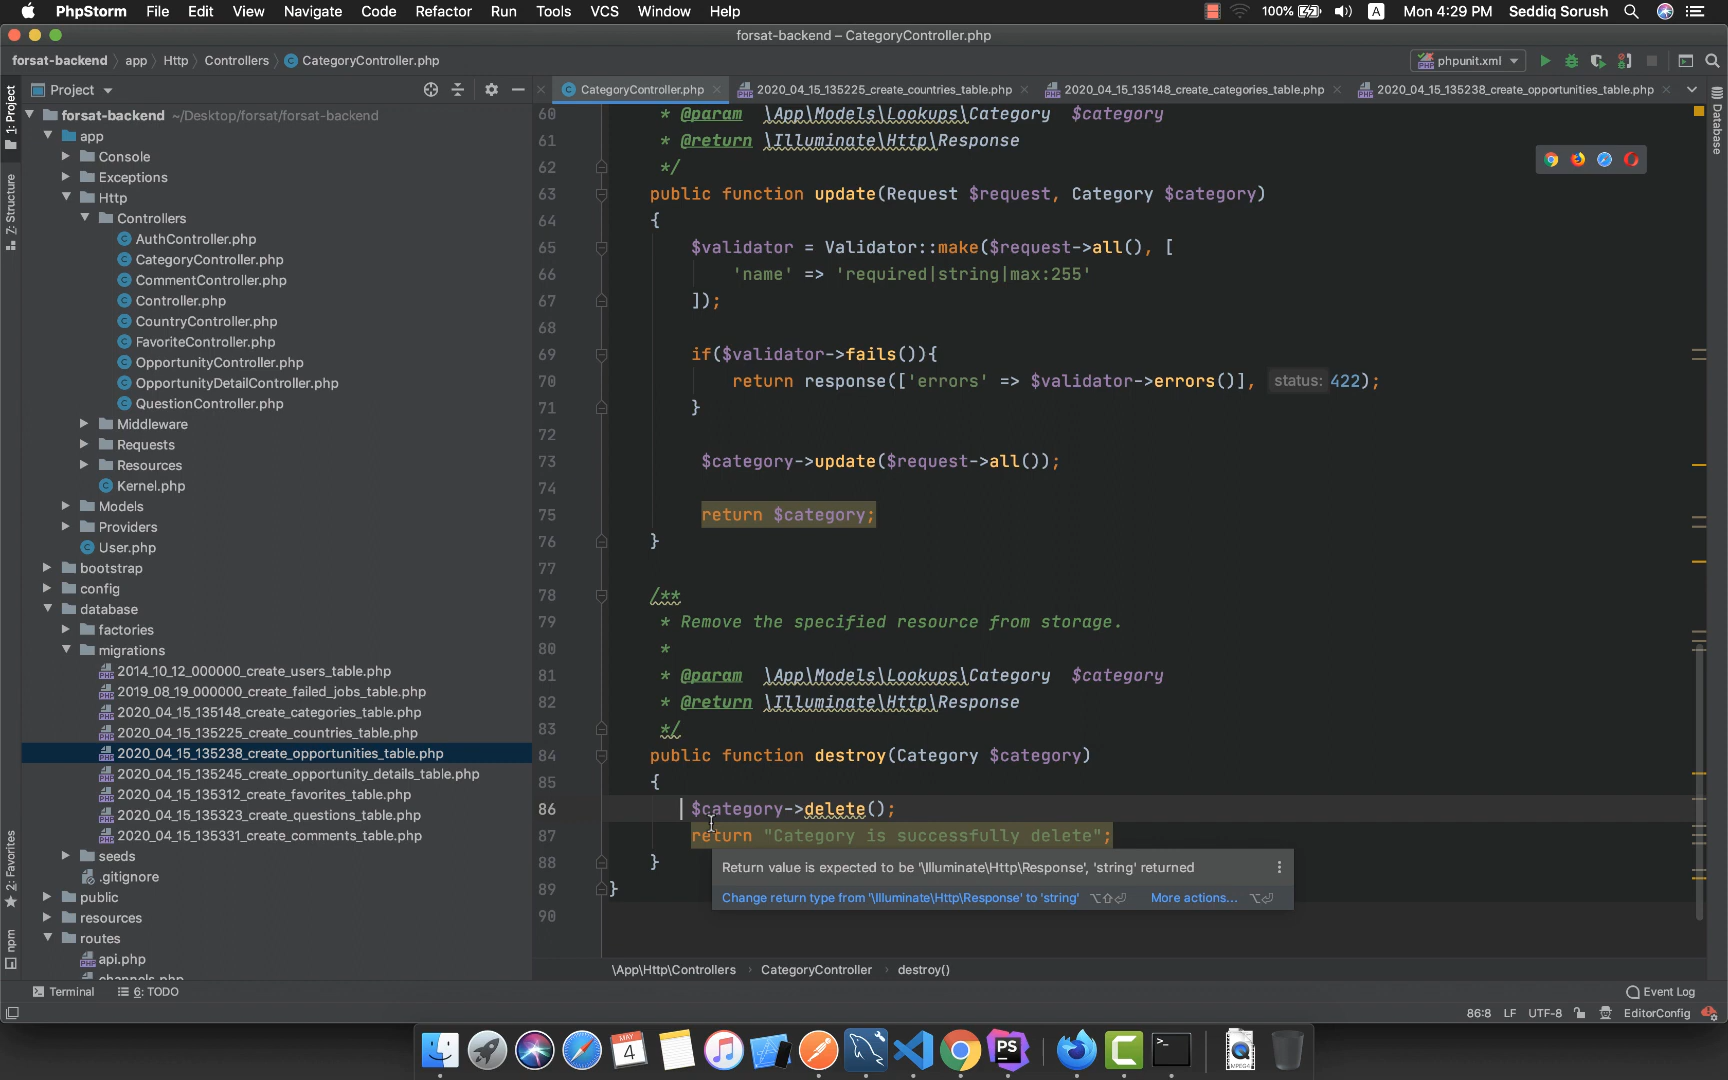 PhpStorm File Edit View Navigate Code Refactor Run Tools VCS Window Help 100% A Mon 4:29 PM Seddiq Sorush
forsat-backend – CategoryController.php
forsat-backend app Http Controllers CategoryController.php phpunit.xml
Project
CategoryController.php 2020_04_15_135225_create_countries_table.php 2020_04_15_135148_create_categories_table.php 2020_04_15_135238_create_opportunities_table.php
1: Project
Z: Structure
2: Favorites
npm
Database
forsat-backend ~/Desktop/forsat/forsat-backend
app
Console
Exceptions
Http
Controllers
AuthController.php
CategoryController.php
CommentController.php
Controller.php
CountryController.php
FavoriteController.php
OpportunityController.php
OpportunityDetailController.php
QuestionController.php
Middleware
Requests
Resources
Kernel.php
Models
Providers
User.php
bootstrap
config
database
factories
migrations
2014_10_12_000000_create_users_table.php
2019_08_19_000000_create_failed_jobs_table.php
2020_04_15_135148_create_categories_table.php
2020_04_15_135225_create_countries_table.php
2020_04_15_135238_create_opportunities_table.php
2020_04_15_135245_create_opportunity_details_table.php
2020_04_15_135312_create_favorites_table.php
2020_04_15_135323_create_questions_table.php
2020_04_15_135331_create_comments_table.php
seeds
.gitignore
public
resources
routes
api.php
channels.php
60 * @param \App\Models\Lookups\Category $category
61 * @return \Illuminate\Http\Response
62 */
63 public function update(Request $request, Category $category)
64 {
65 $validator = Validator::make($request->all(), [
66 'name' => 'required|string|max:255'
67 ]);
68
69 if($validator->fails()){
70 return response(['errors' => $validator->errors()], status: 422);
71 }
72
73 $category->update($request->all());
74
75 return $category;
76 }
77
78 /**
79 * Remove the specified resource from storage.
80 *
81 * @param \App\Models\Lookups\Category $category
82 * @return \Illuminate\Http\Response
83 */
84 public function destroy(Category $category)
85 {
86 $category->delete();
87 return "Category is successfully delete";
88 }
89 }
90
Return value is expected to be '\Illuminate\Http\Response', 'string' returned
Change return type from '\Illuminate\Http\Response' to 'string' ⌥⇧⏎ More actions... ⌥⏎
\App\Http\Controllers CategoryController destroy()
Terminal 6: TODO Event Log
86:8 LF UTF-8 EditorConfig
MAY
4
PS
C
>_
MPEG4